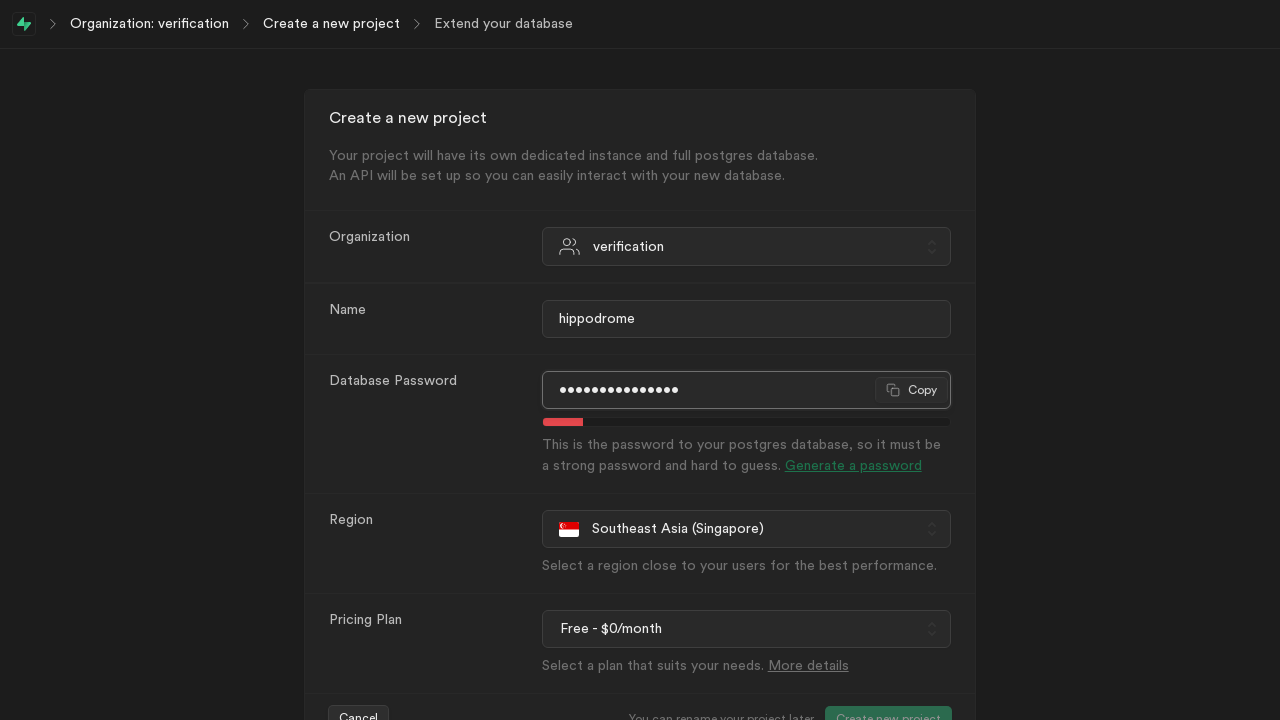 Organization: verification
Create a new project
Extend your database
Create a new project
Your project will have its own dedicated instance and full postgres database.
An API will be set up so you can easily interact with your new database.
Organization
verification
Name
hippodrome
Database Password
•••••••••••••••
Copy
This is the password to your postgres database, so it must be
a strong password and hard to guess. Generate a password
Region
Southeast Asia (Singapore)
Select a region close to your users for the best performance.
Pricing Plan
Free - $0/month
Select a plan that suits your needs. More details
Cancel
You can rename your project later
Create new project